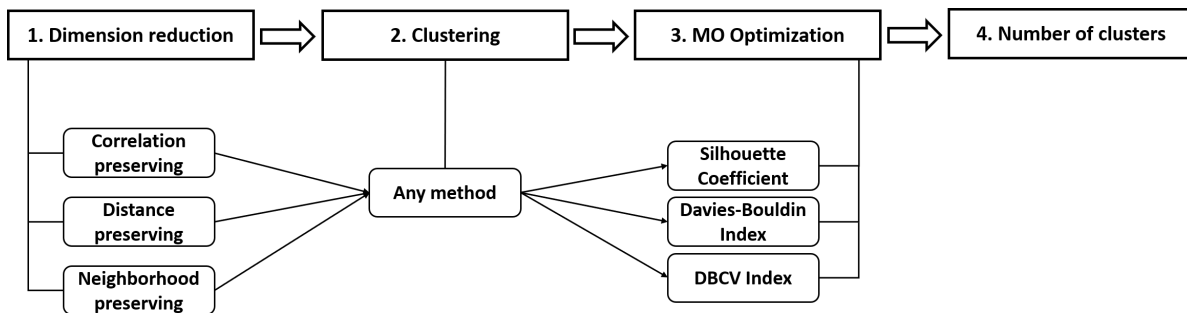 1. Dimension reduction
2. Clustering
3. MO Optimization
4. Number of clusters
Correlation
preserving
Distance
preserving
Neighborhood
preserving
Any method
Silhouette
Coefficient
Davies-Bouldin
Index
DBCV Index